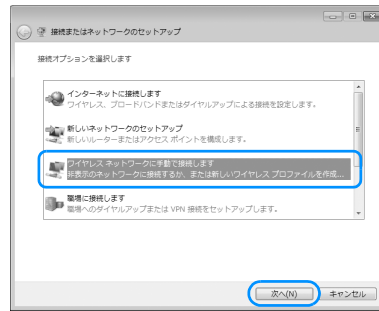 接続またはネットワークのセットアップ
接続オプションを選択します
インターネットに接続します
ワイヤレス、ブロードバンドまたはダイヤルアップによる接続を設定します。
新しいネットワークのセットアップ
新しいルーターまたはアクセス ポイントを構成します。
ワイヤレス ネットワークに手動で接続します
非表示のネットワークに接続するか、または新しいワイヤレス プロファイルを作成...
職場に接続します
職場へのダイヤルアップまたは VPN 接続をセットアップします。
次へ(N)
キャンセル